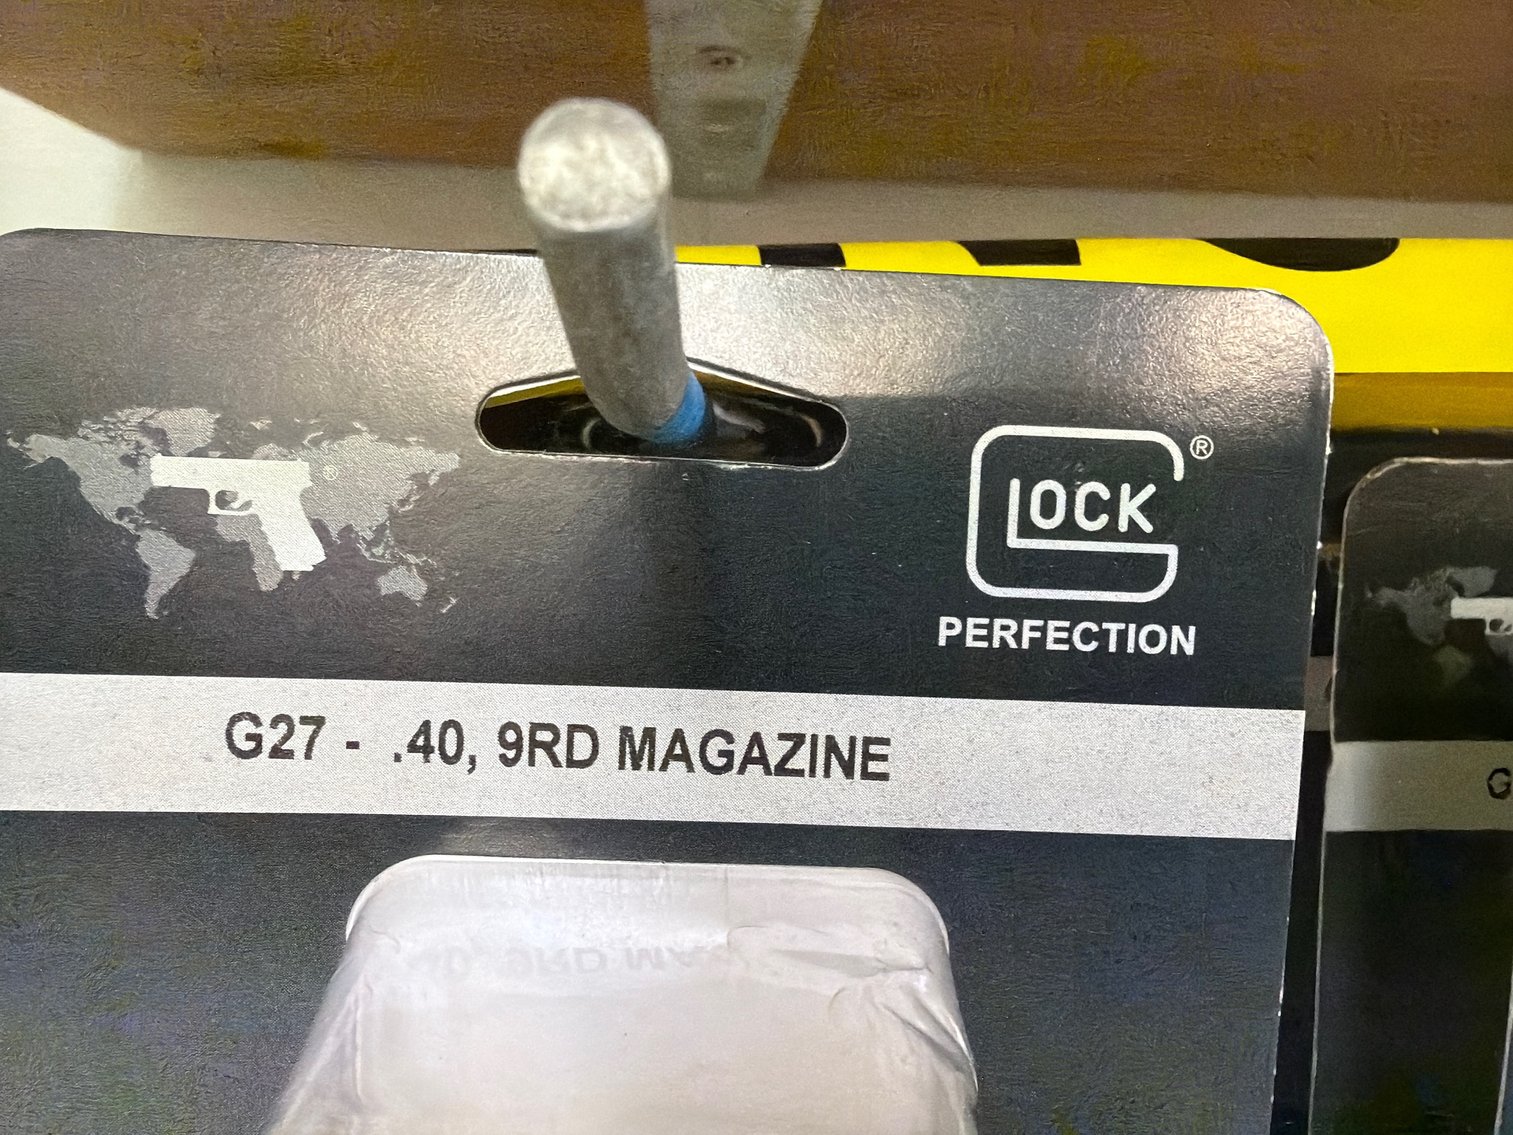 GLOCK®
PERFECTION
®
G27 - .40, 9RD MAGAZINE
G